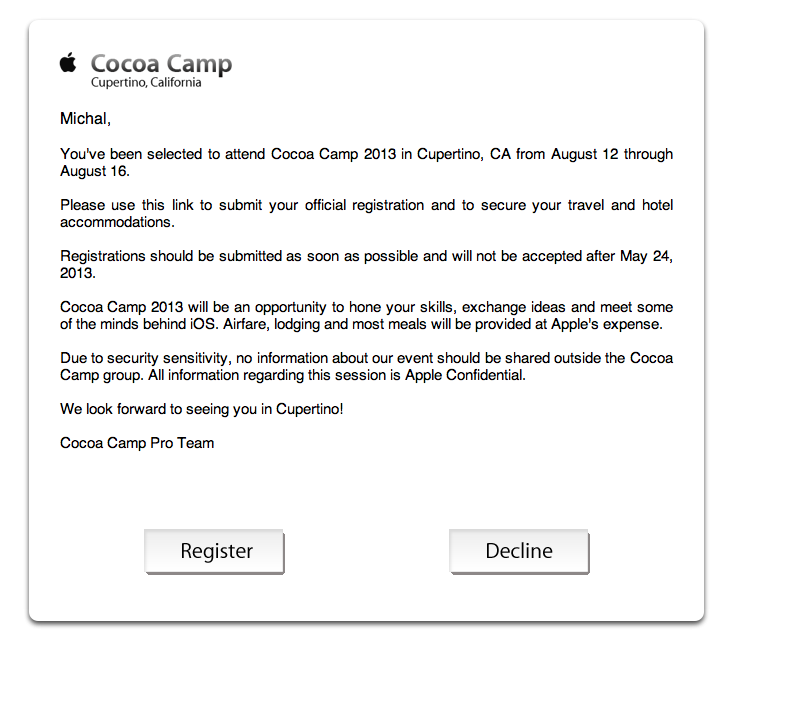 Cocoa Camp
Cupertino, California
Michal,
You've been selected to attend Cocoa Camp 2013 in Cupertino, CA from August 12 through
August 16.
Please use this link to submit your official registration and to secure your travel and hotel
accommodations.
Registrations should be submitted as soon as possible and will not be accepted after May 24,
2013.
Cocoa Camp 2013 will be an opportunity to hone your skills, exchange ideas and meet some
of the minds behind iOS. Airfare, lodging and most meals will be provided at Apple's expense.
Due to security sensitivity, no information about our event should be shared outside the Cocoa
Camp group. All information regarding this session is Apple Confidential.
We look forward to seeing you in Cupertino!
Cocoa Camp Pro Team
Register
Decline